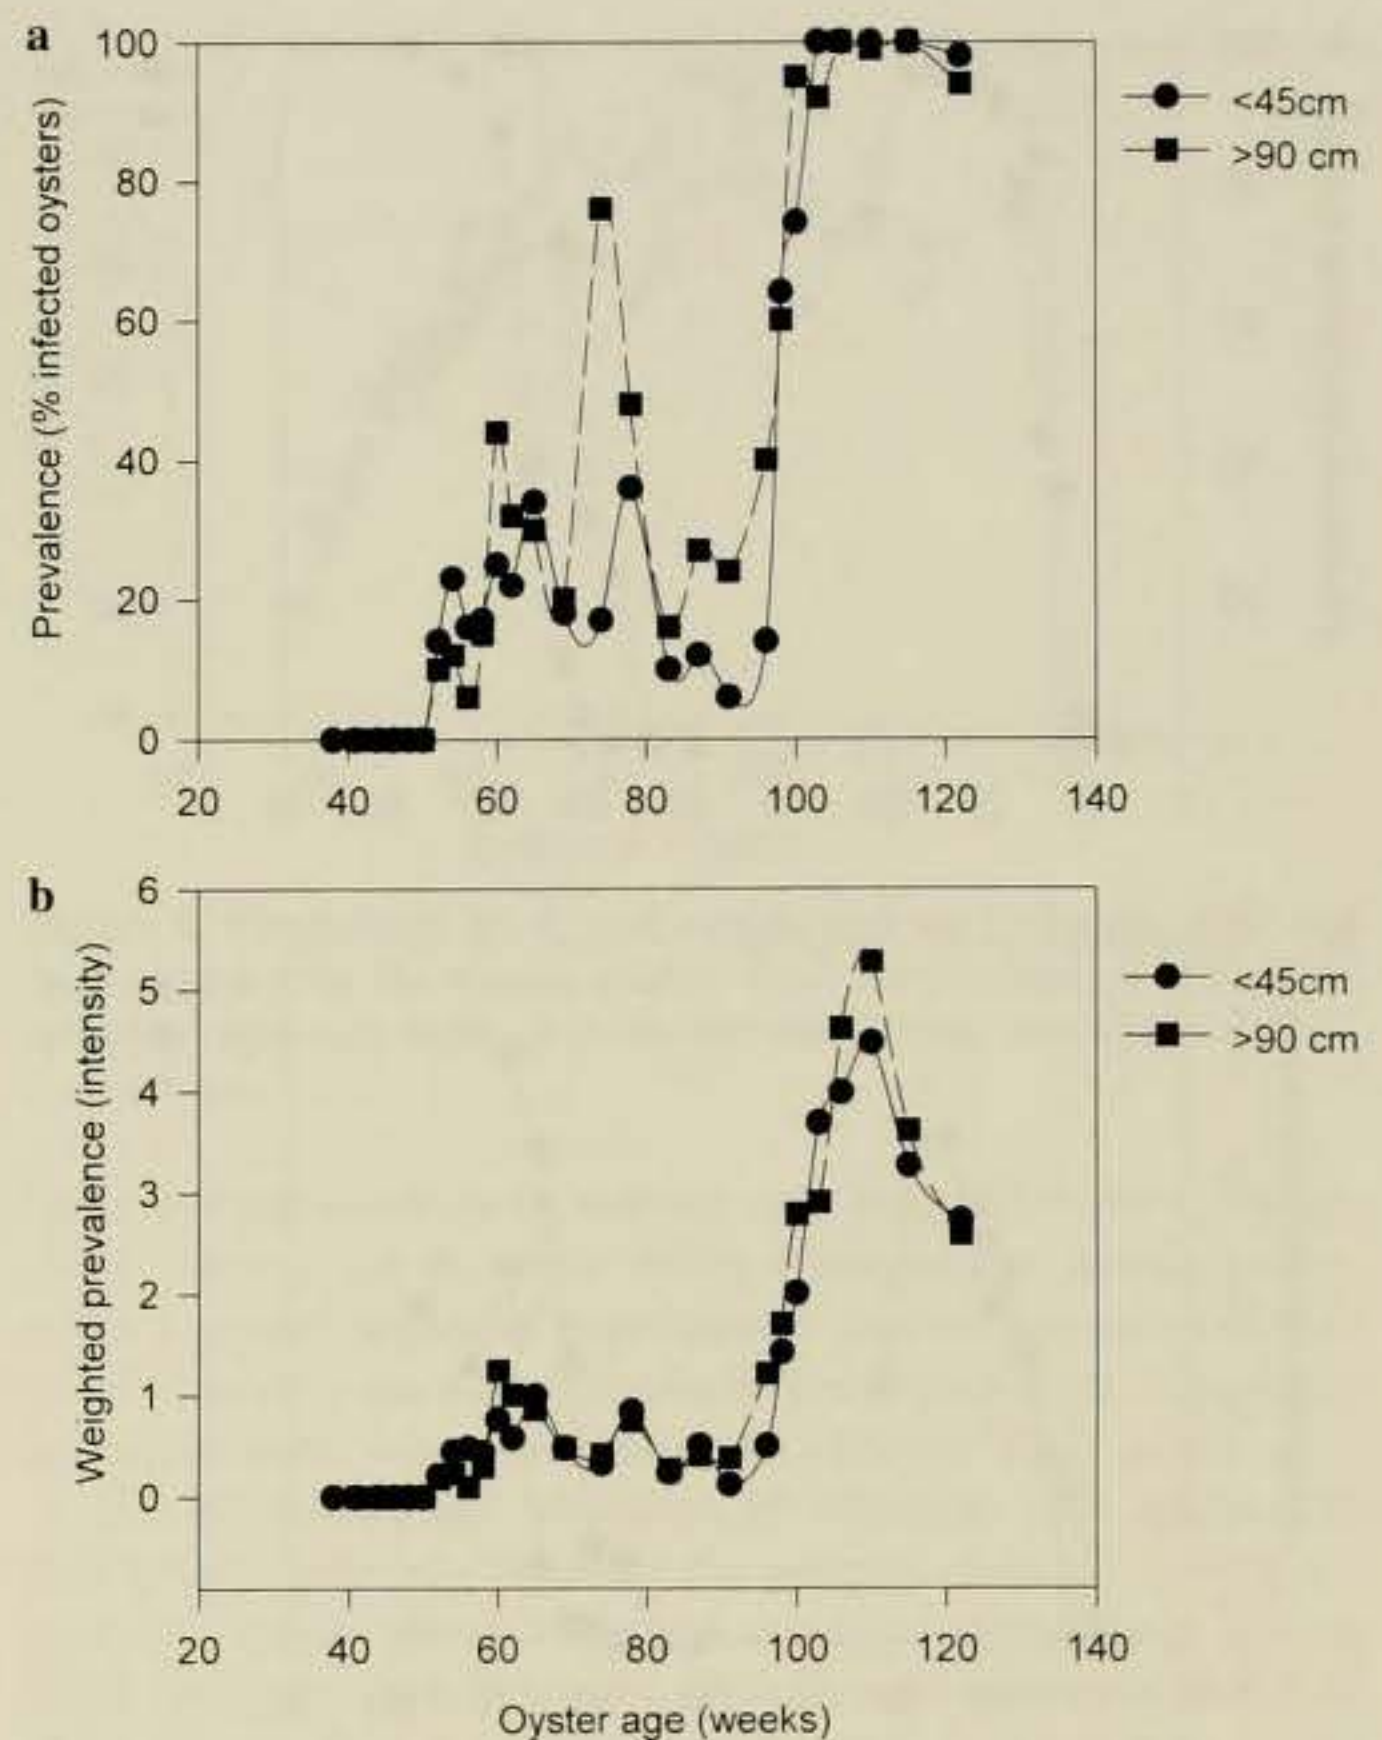 a
Prevalence (% infected oysters)
100
80
60
40
20
0
20 40 60 80 100 120 140
<45cm
>90 cm
b
Weighted prevalence (intensity)
6
5
4
3
2
1
0
20 40 60 80 100 120 140
Oyster age (weeks)
<45cm
>90 cm